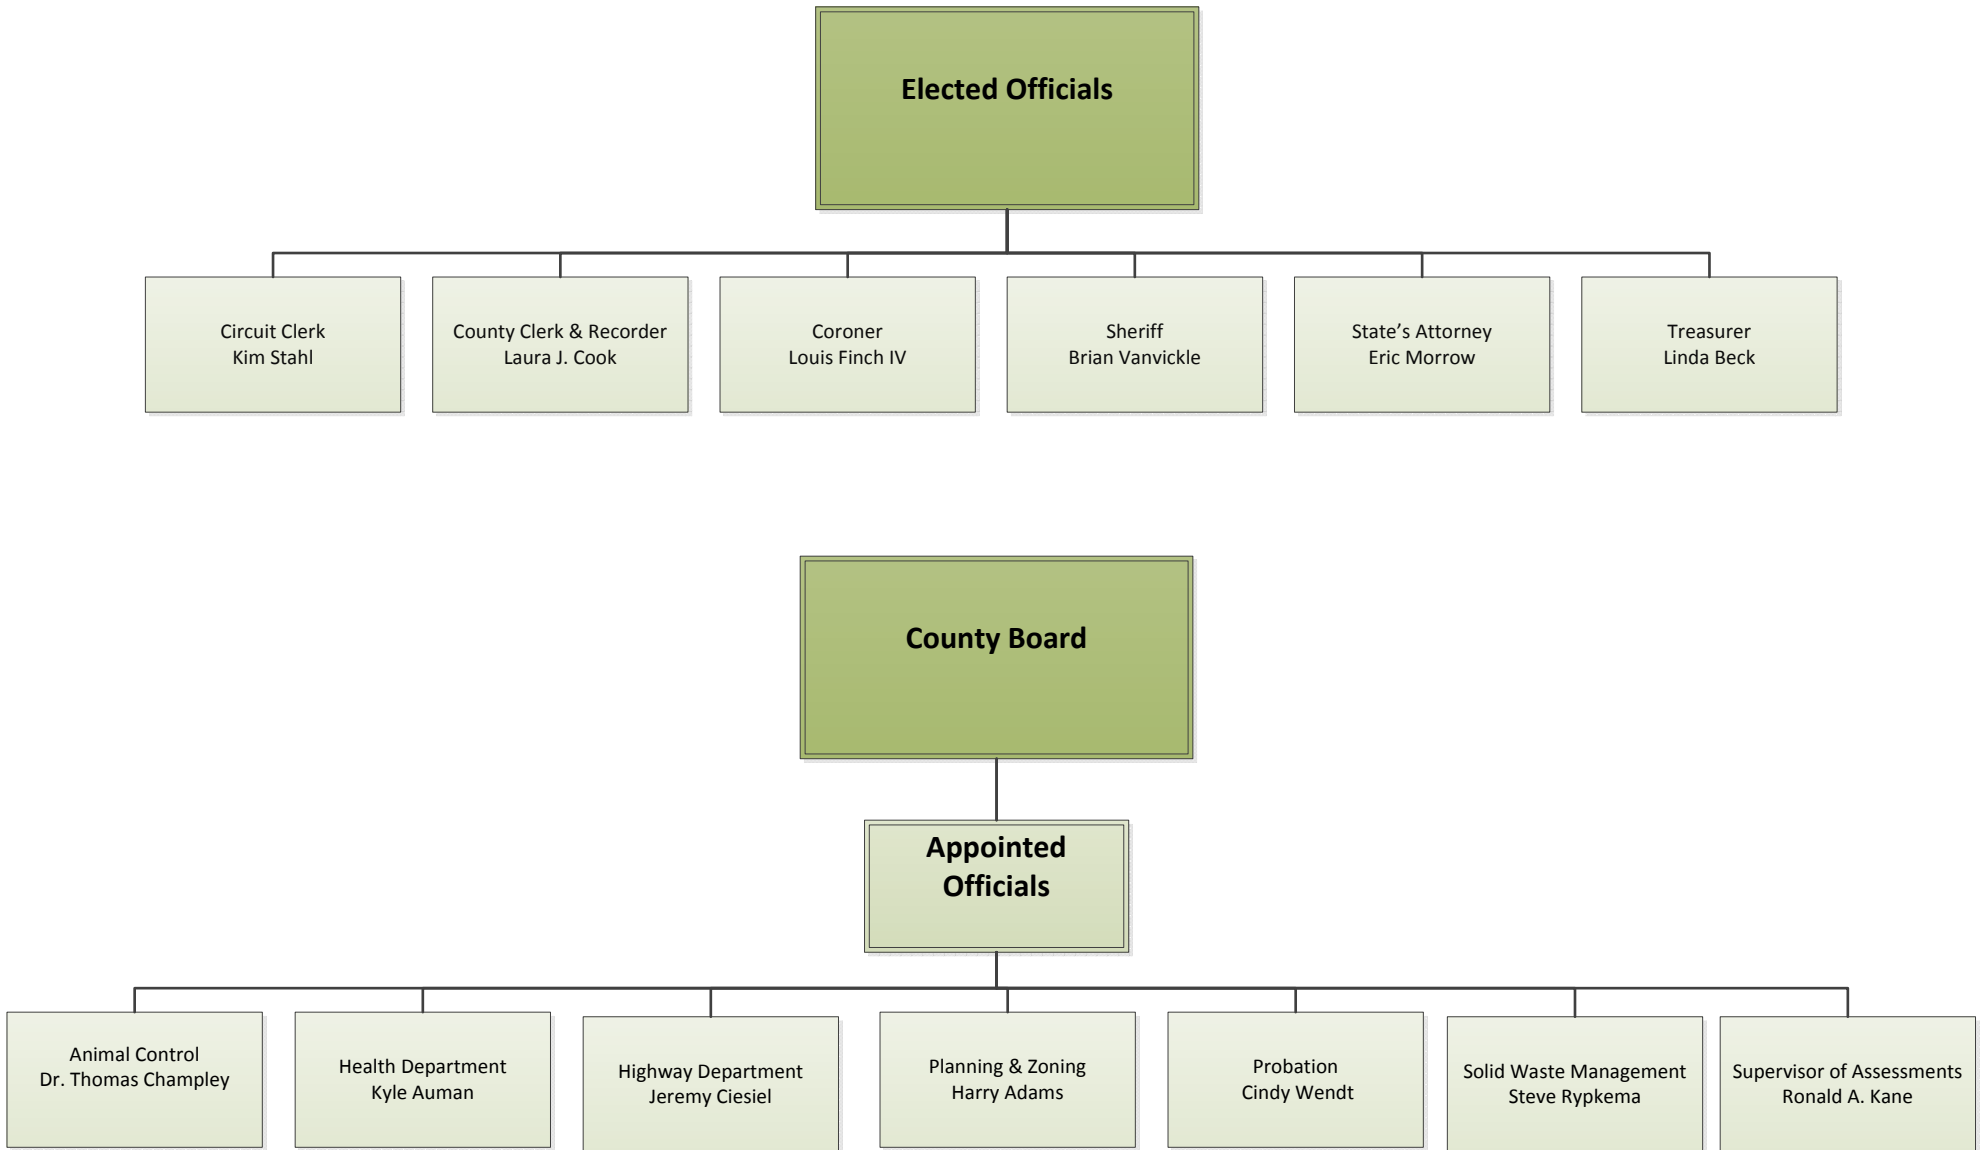 Elected Officials
Circuit Clerk
Kim Stahl
County Clerk & Recorder
Laura J. Cook
Coroner
Louis Finch IV
Sheriff
Brian Vanvickle
State’s Attorney
Eric Morrow
Treasurer
Linda Beck
County Board
Appointed
Officials
Animal Control
Dr. Thomas Champley
Health Department
Kyle Auman
Highway Department
Jeremy Ciesiel
Planning & Zoning
Harry Adams
Probation
Cindy Wendt
Solid Waste Management
Steve Rypkema
Supervisor of Assessments
Ronald A. Kane